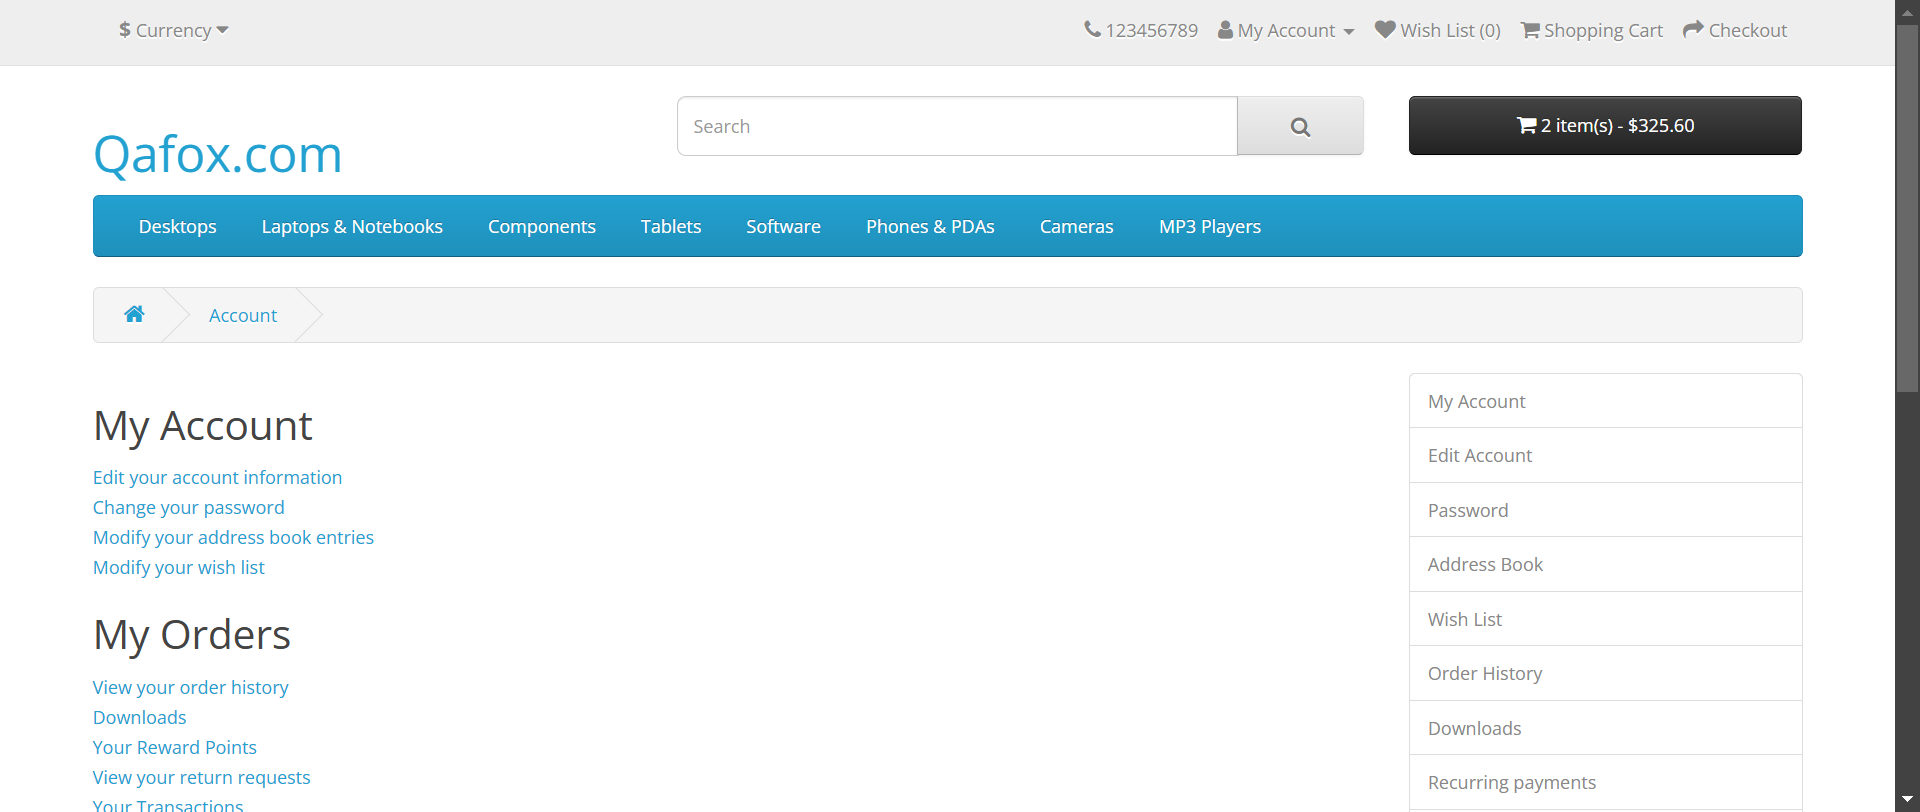 $ Currency
123456789 My Account Wish List (0) Shopping Cart Checkout
Search
2 item(s) - $325.60
Qafox.com
Desktops Laptops & Notebooks Components Tablets Software Phones & PDAs Cameras MP3 Players
Account
My Account
Edit your account information
Change your password
Modify your address book entries
Modify your wish list
My Orders
View your order history
Downloads
Your Reward Points
View your return requests
Your Transactions
My Account
Edit Account
Password
Address Book
Wish List
Order History
Downloads
Recurring payments